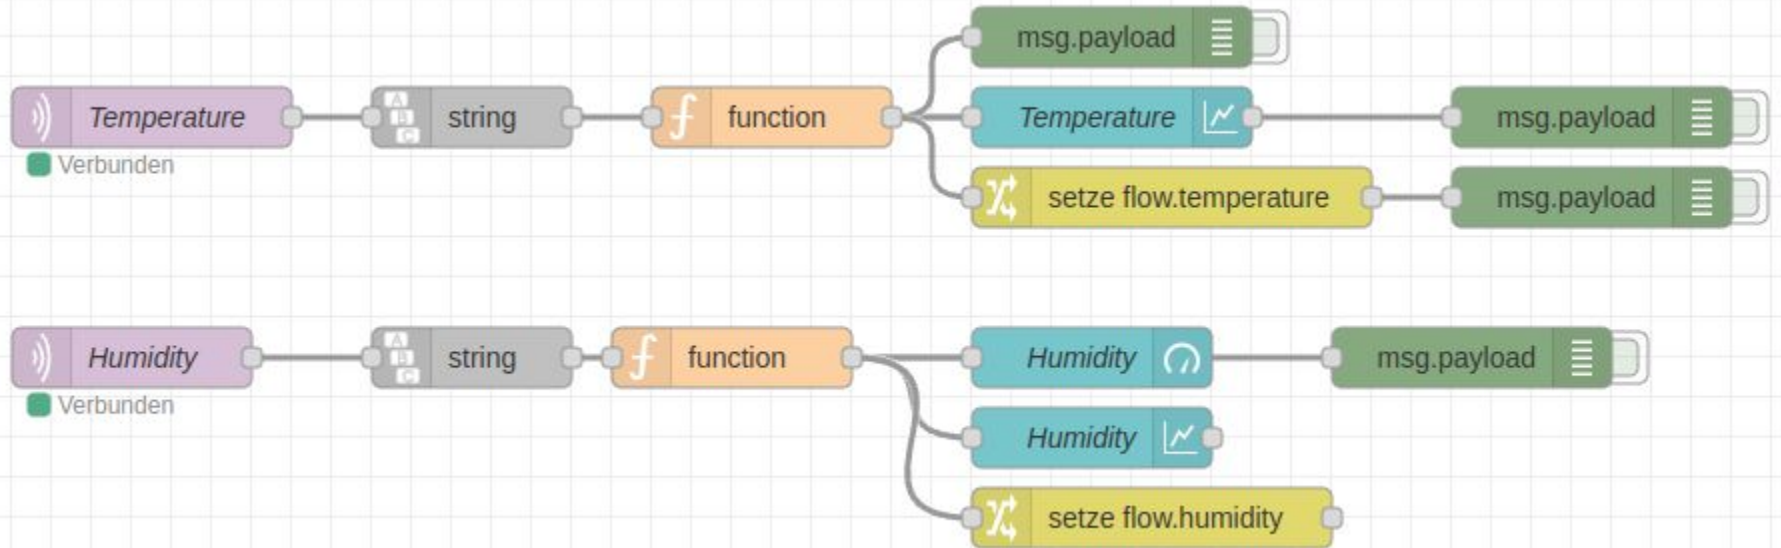 msg.payload
Temperature string function Temperature msg.payload
Verbunden
setze flow.temperature msg.payload
Humidity string function Humidity msg.payload
Verbunden
Humidity
setze flow.humidity